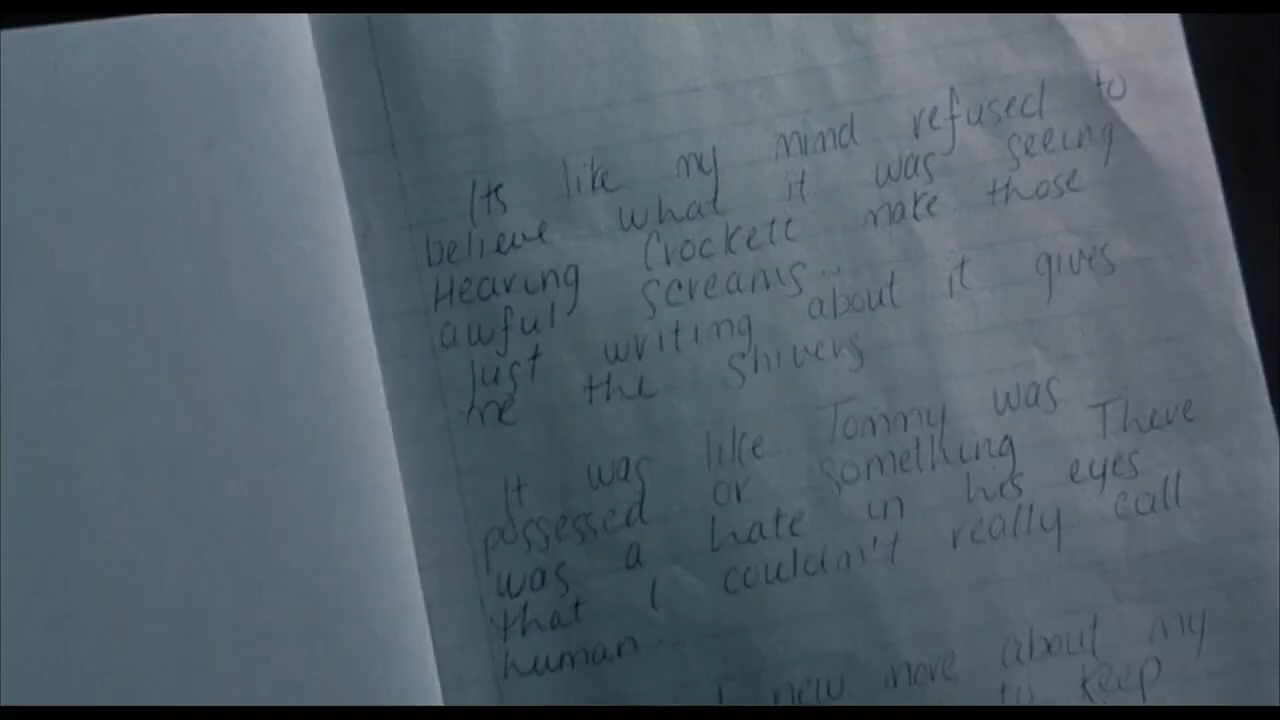 Its like my mind refused to
believe what it was seeing
Hearing Crockett make those
awful screams...
Just writing about it gives
me the shivers
It was like Tommy was
possessed or something There
was a hate in his eyes
that I couldn't really call
human...
I new more about my
to keep